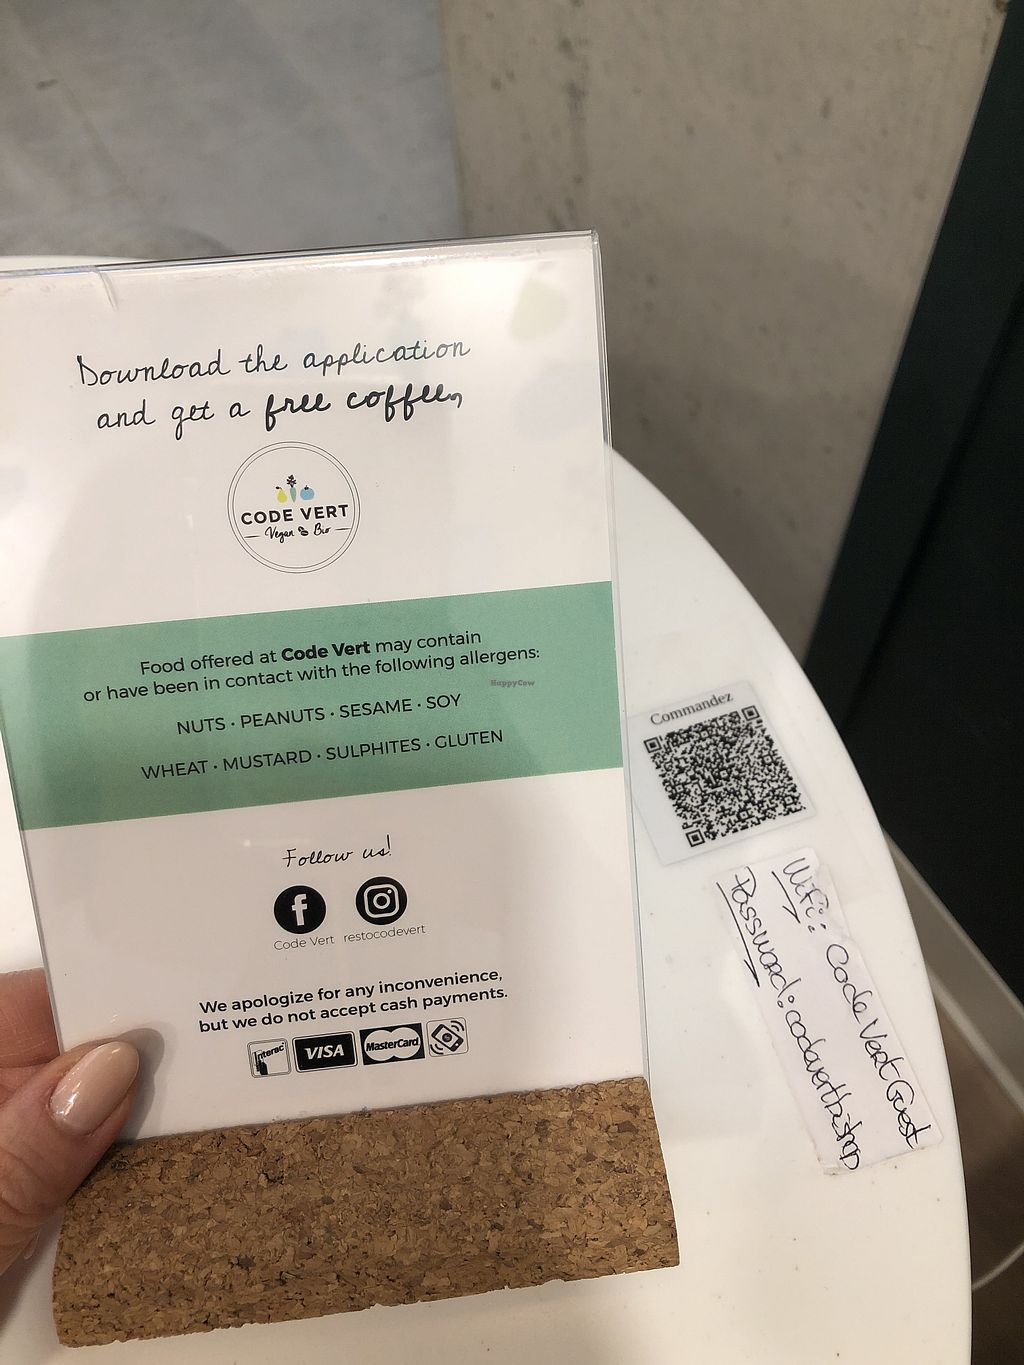 Download the application
and get a free coffee,
CODE VERT
Vegan & Bio
Food offered at Code Vert may contain
or have been in contact with the following allergens:
NUTS · PEANUTS · SESAME · SOY
WHEAT · MUSTARD · SULPHITES · GLUTEN
HappyCow
Follow us!
Code Vert restocodevert
We apologize for any inconvenience,
but we do not accept cash payments.
Interac VISA MasterCard
Commandez
Wifi: Code Vert Guest
Password: